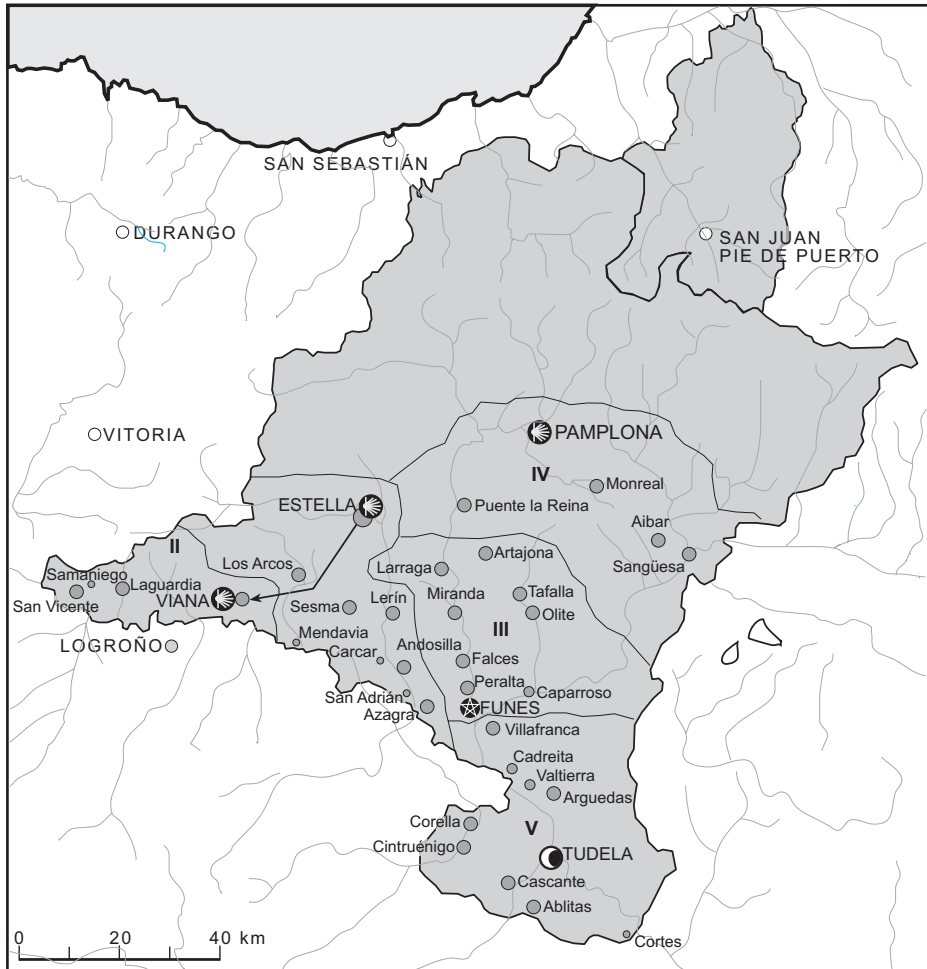 SAN SEBASTIÁN
DURANGO
SAN JUAN
PIE DE PUERTO
VITORIA
PAMPLONA
IV
Monreal
ESTELLA
Puente la Reina
Aibar
Sangüesa
II
Artajona
Los Arcos
Larraga
Samaniego
Laguardia
San Vicente
VIANA
Sesma
Lerín
Miranda
Tafalla
Olite
III
Mendavia
LOGROÑO
Carcar
Andosilla
Falces
Peralta
Caparroso
San Adrián
Azagra
FUNES
Villafranca
Cadreita
Valtierra
Arguedas
Corella
V
Cintruénigo
TUDELA
Cascante
Ablitas
Cortes
0 20 40 km